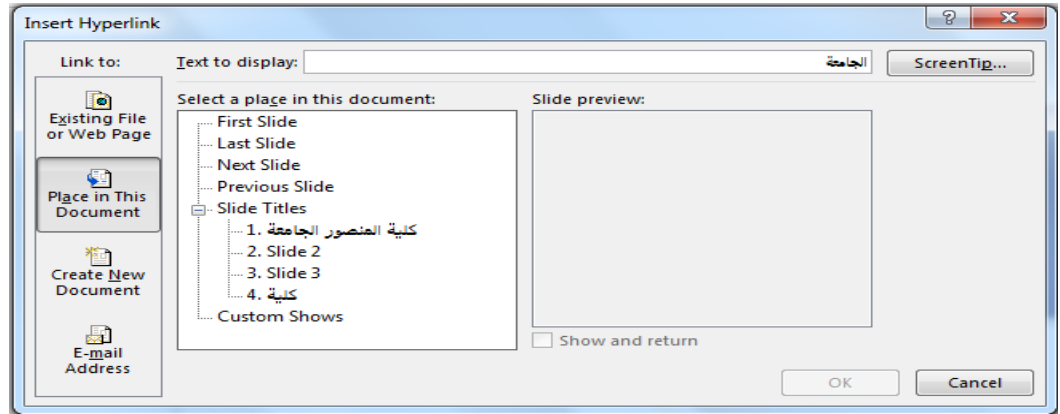 Insert Hyperlink
Link to:
Text to display: الجامعة
ScreenTip...
Existing File
or Web Page
Place in This
Document
Create New
Document
E-mail
Address
Select a place in this document:
First Slide
Last Slide
Next Slide
Previous Slide
Slide Titles
1. كلية المنصور الجامعة
2. Slide 2
3. Slide 3
4. كلية
Custom Shows
Slide preview:
Show and return
OK
Cancel